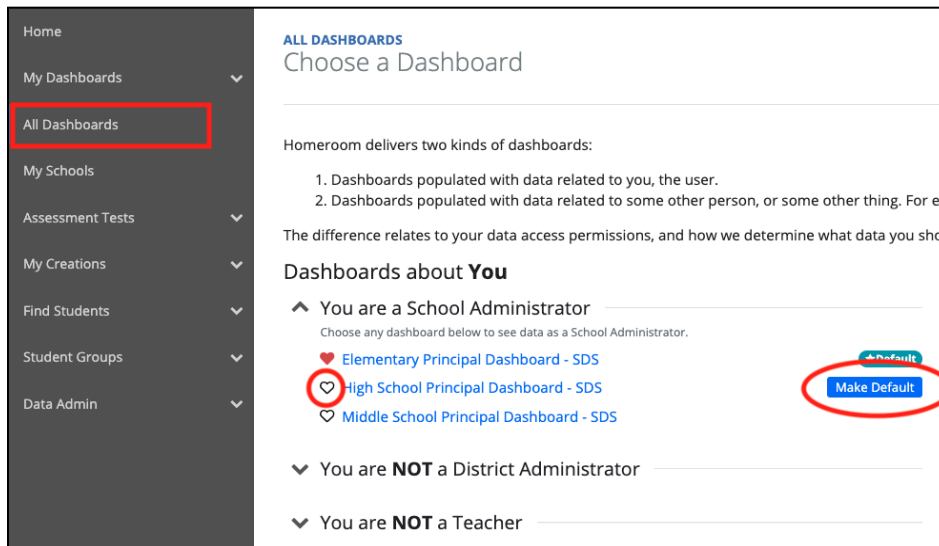 Home
My Dashboards
All Dashboards
My Schools
Assessment Tests
My Creations
Find Students
Student Groups
Data Admin
ALL DASHBOARDS
Choose a Dashboard
Homeroom delivers two kinds of dashboards:
1. Dashboards populated with data related to you, the user.
2. Dashboards populated with data related to some other person, or some other thing. For
The difference relates to your data access permissions, and how we determine what data you
Dashboards about You
You are a School Administrator
Choose any dashboard below to see data as a School Administrator.
Elementary Principal Dashboard - SDS
Default
High School Principal Dashboard - SDS
Make Default
Middle School Principal Dashboard - SDS
You are NOT a District Administrator
You are NOT a Teacher